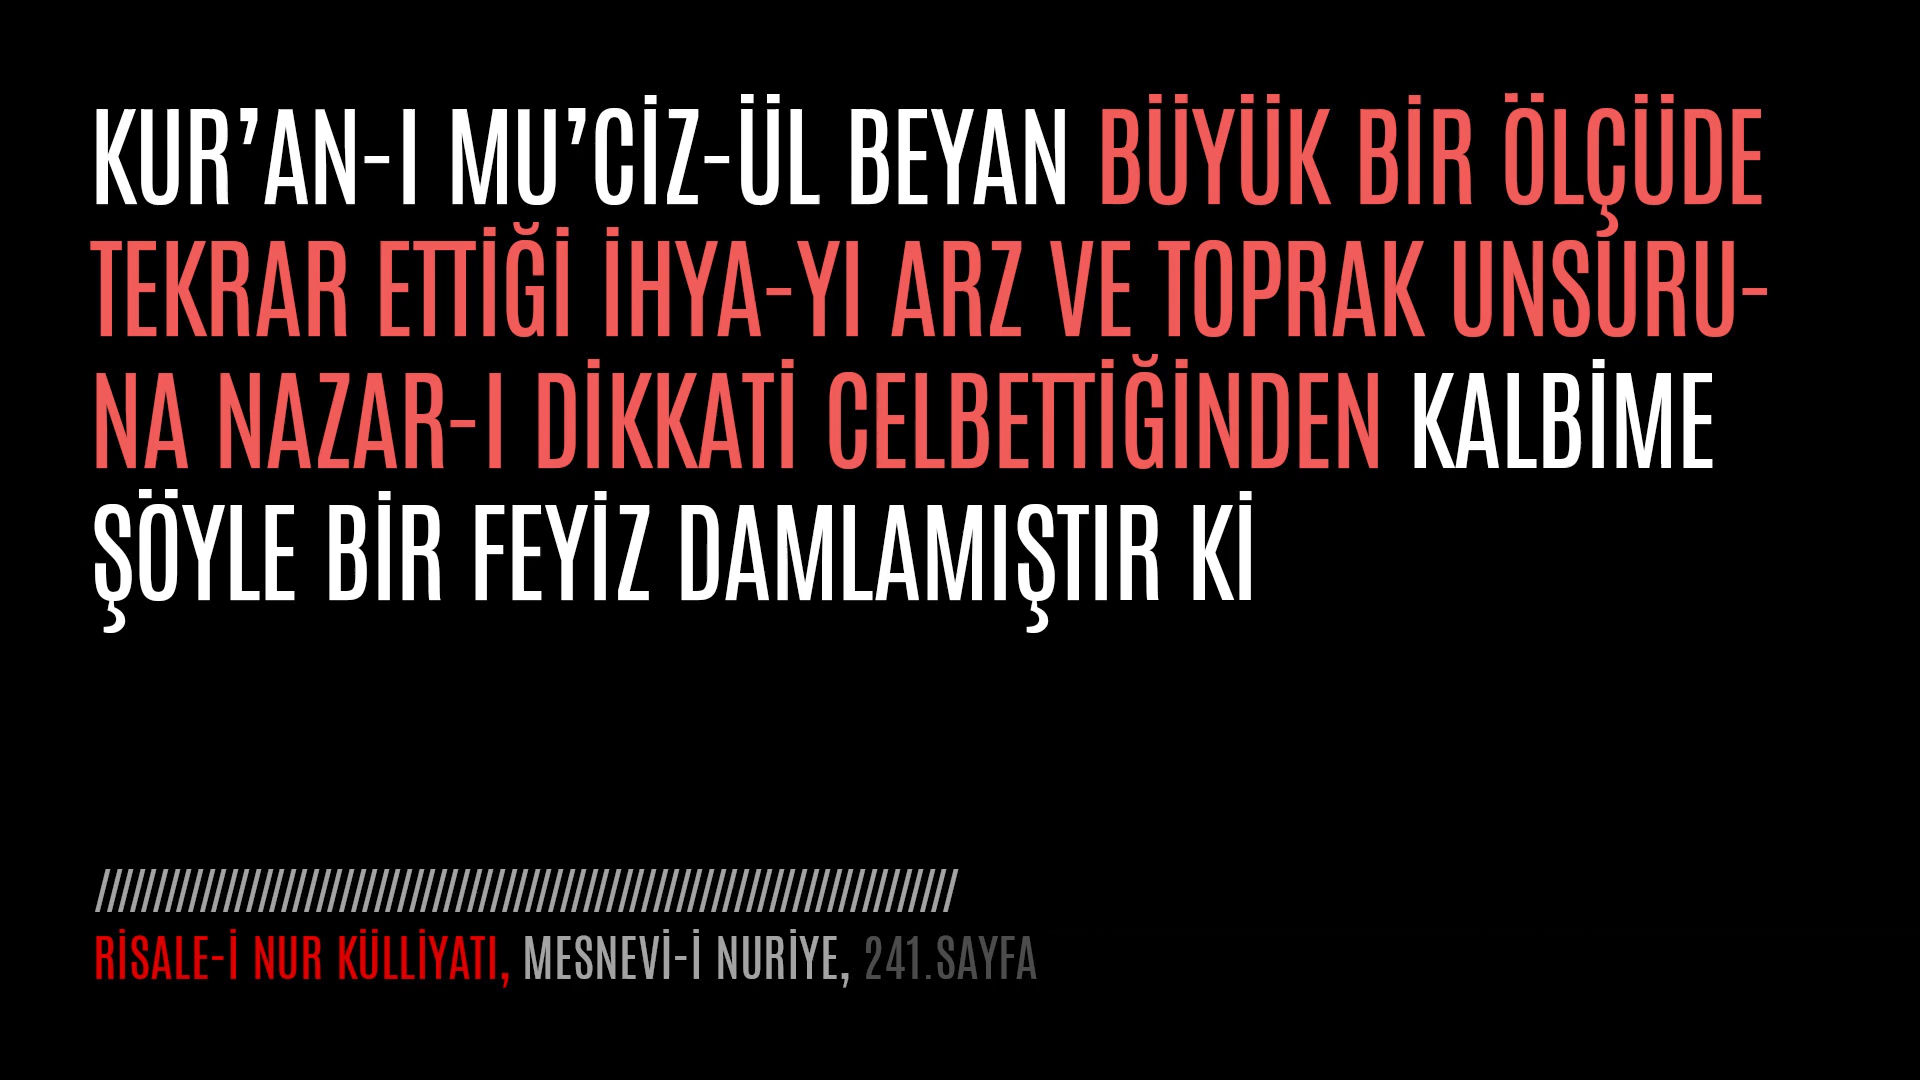 KUR’AN-I MU’CİZ-ÜL BEYAN BÜYÜK BİR ÖLÇÜDE
TEKRAR ETTİĞİ İHYA-YI ARZ VE TOPRAK UNSURU-
NA NAZAR-I DİKKATİ CELBETTİĞİNDEN KALBİME
ŞÖYLE BİR FEYİZ DAMLAMIŞTIR Kİ
RİSALE-İ NUR KÜLLİYATI, MESNEVİ-İ NURİYE, 241.SAYFA